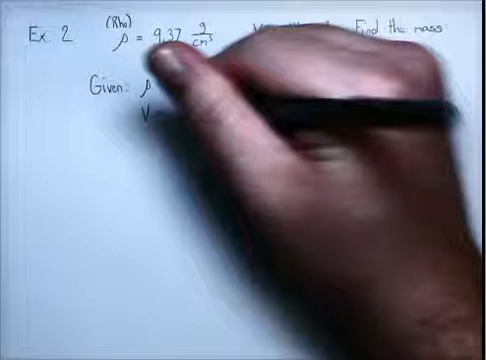 (Rho)
Ex. 2 ρ = 9.37 g/cm³ V Find the mass
Given: ρ
V